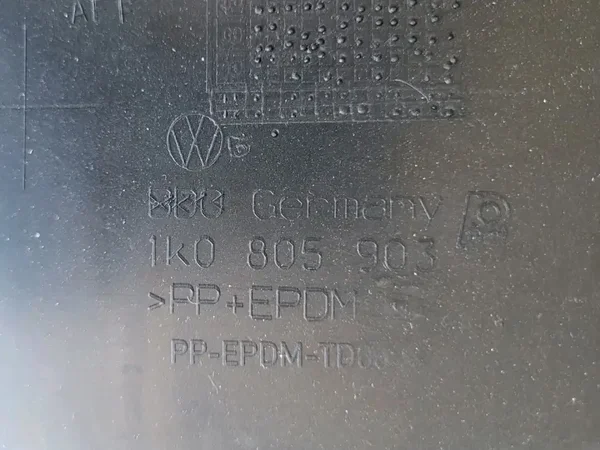 Germany
1K0 805 903
>PP+EPDM
PP-EPDM-TD